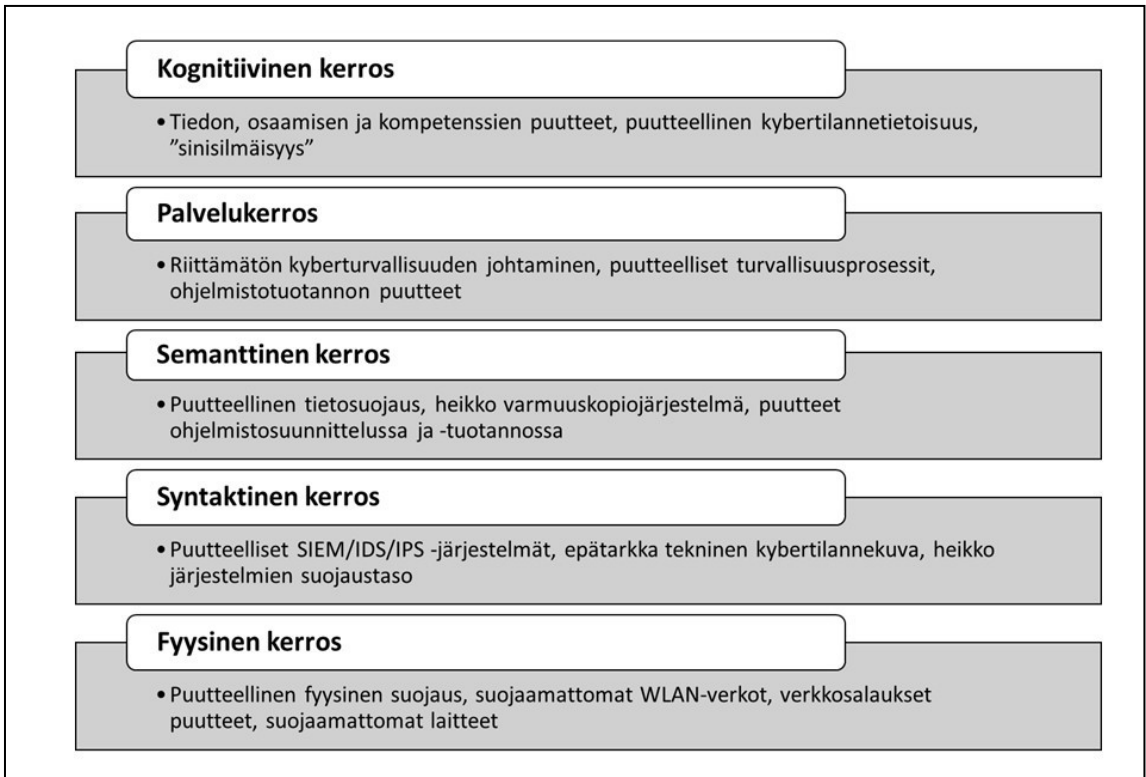 Kognitiivinen kerros
•Tiedon, osaamisen ja kompetenssien puutteet, puutteellinen kybertilannetietoisuus,
”sinisilmäisyys”
Palvelukerros
•Riittämätön kyberturvallisuuden johtaminen, puutteelliset turvallisuusprosessit,
ohjelmistotuotannon puutteet
Semanttinen kerros
•Puutteellinen tietosuojaus, heikko varmuuskopiojärjestelmä, puutteet
ohjelmistosuunnittelussa ja -tuotannossa
Syntaktinen kerros
•Puutteelliset SIEM/IDS/IPS -järjestelmät, epätarkka tekninen kybertilannekuva, heikko
järjestelmien suojaustaso
Fyysinen kerros
•Puutteellinen fyysinen suojaus, suojaamattomat WLAN-verkot, verkkosalaukset
puutteet, suojaamattomat laitteet